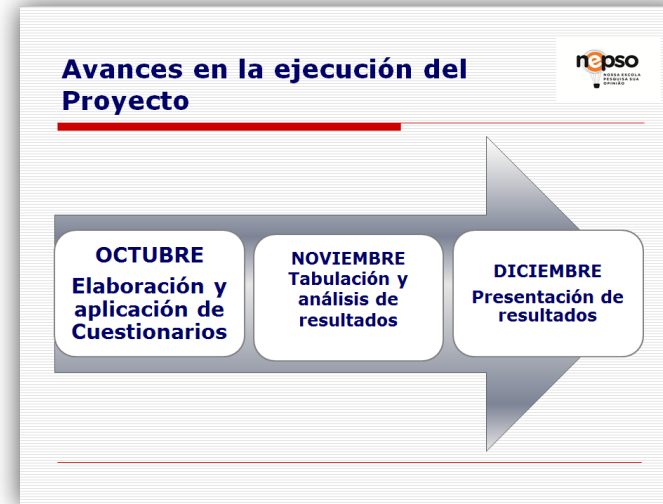 Avances en la ejecución del
Proyecto
nepso
NOSSA ESCOLA
PESQUISA SUA
OPINIÃO
OCTUBRE
Elaboración y
aplicación de
Cuestionarios
NOVIEMBRE
Tabulación y
análisis de
resultados
DICIEMBRE
Presentación de
resultados